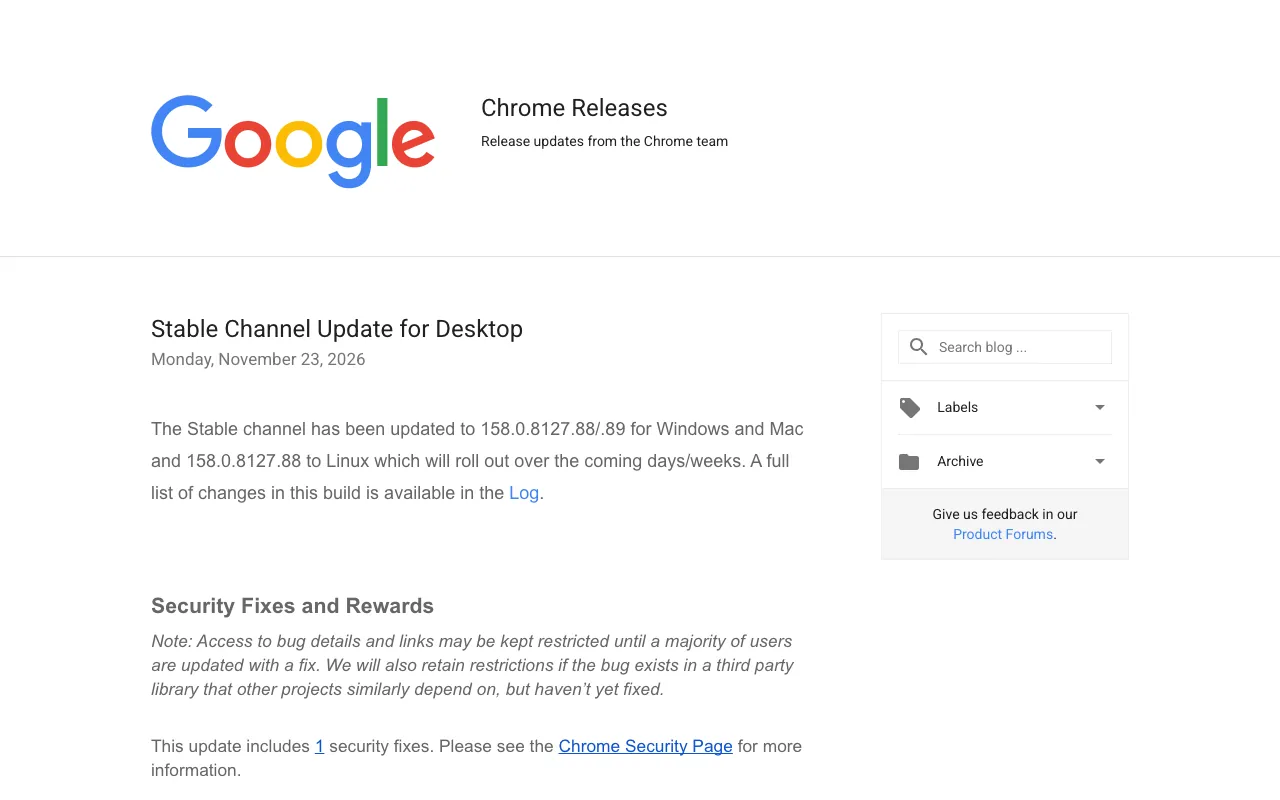 Google
Chrome Releases
Release updates from the Chrome team
Stable Channel Update for Desktop
Monday, November 23, 2026
The Stable channel has been updated to 158.0.8127.88/.89 for Windows and Mac
and 158.0.8127.88 to Linux which will roll out over the coming days/weeks. A full
list of changes in this build is available in the Log.
Security Fixes and Rewards
Note: Access to bug details and links may be kept restricted until a majority of users
are updated with a fix. We will also retain restrictions if the bug exists in a third party
library that other projects similarly depend on, but haven’t yet fixed.
This update includes 1 security fixes. Please see the Chrome Security Page for more
information.
Search blog ...
Labels
Archive
Give us feedback in our
Product Forums.